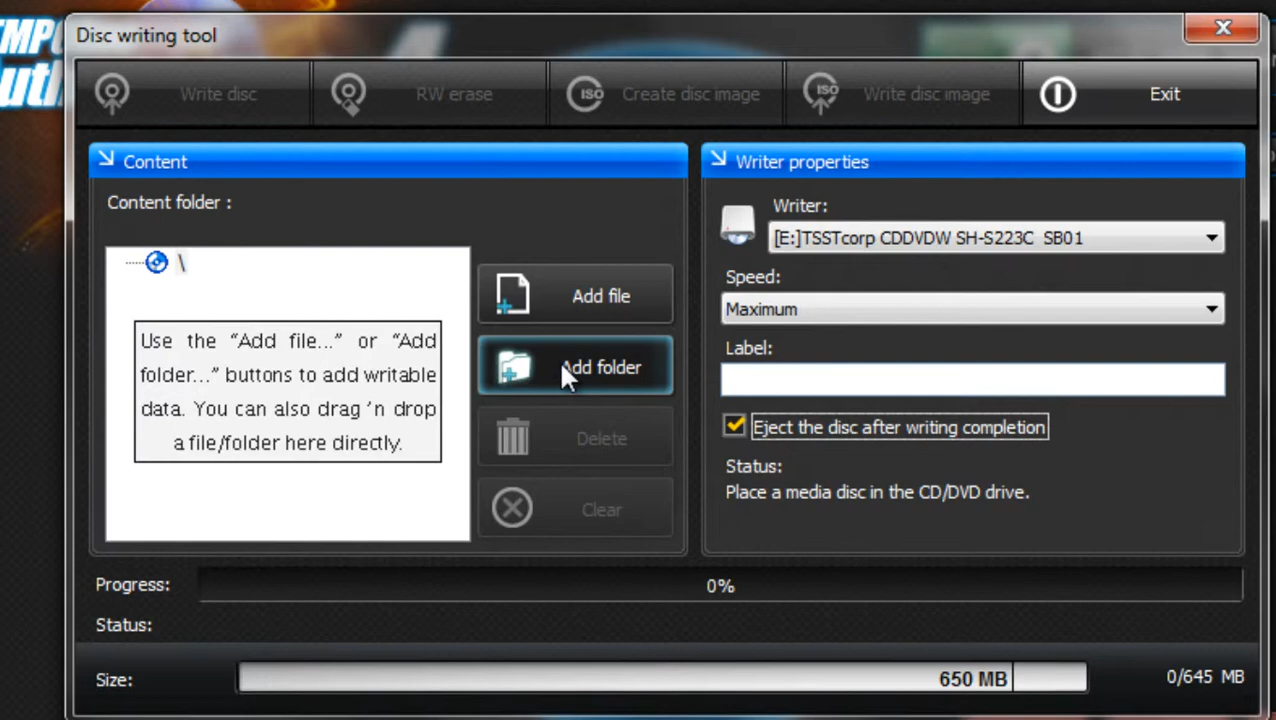 Disc writing tool
Write disc
RW erase
ISO
Create disc image
ISO
Write disc image
Exit
Content
Content folder :
\
Use the “Add file...” or “Add
folder...” buttons to add writable
data. You can also drag ’n drop
a file/folder here directly.
Add file
Add folder
Delete
Clear
Writer properties
Writer:
[E:]TSSTcorp CDDVDW SH-S223C SB01
Speed:
Maximum
Label:
Eject the disc after writing completion
Status:
Place a media disc in the CD/DVD drive.
Progress:
0%
Status:
Size:
650 MB
0/645 MB